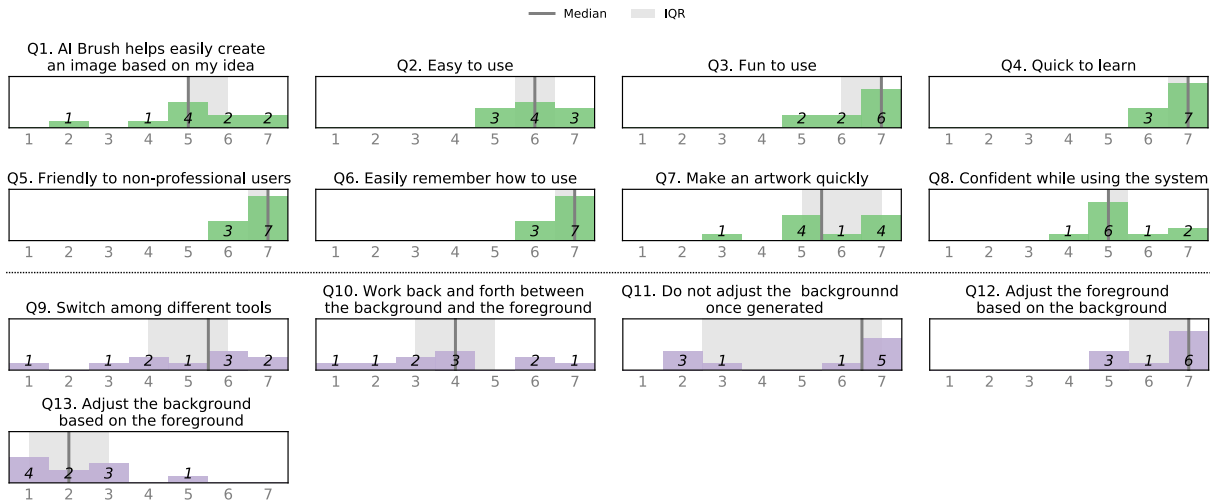 Median IQR
Q1. AI Brush helps easily create
an image based on my idea
1 1 4 2 2
1 2 3 4 5 6 7
Q2. Easy to use
3 4 3
1 2 3 4 5 6 7
Q3. Fun to use
2 2 6
1 2 3 4 5 6 7
Q4. Quick to learn
3 7
1 2 3 4 5 6 7
Q5. Friendly to non-professional users
3 7
1 2 3 4 5 6 7
Q6. Easily remember how to use
3 7
1 2 3 4 5 6 7
Q7. Make an artwork quickly
1 4 1 4
1 2 3 4 5 6 7
Q8. Confident while using the system
1 6 1 2
1 2 3 4 5 6 7
Q9. Switch among different tools
1 1 2 1 3 2
1 2 3 4 5 6 7
Q10. Work back and forth between
the background and the foreground
1 1 2 3 2 1
1 2 3 4 5 6 7
Q11. Do not adjust the backgrounnd
once generated
3 1 1 5
1 2 3 4 5 6 7
Q12. Adjust the foreground
based on the background
3 1 6
1 2 3 4 5 6 7
Q13. Adjust the background
based on the foreground
4 2 3 1
1 2 3 4 5 6 7